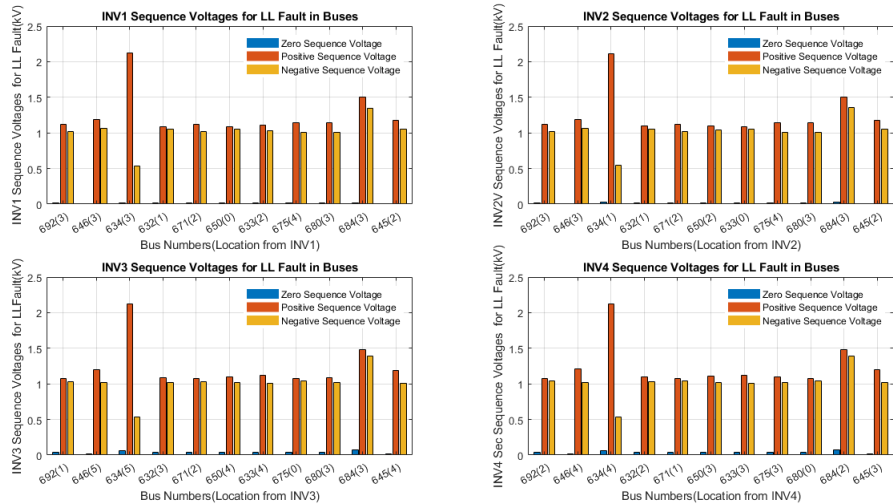 INV1 Sequence Voltages for LL Fault in Buses
INV1 Sequence Voltages for LL Fault(kV)
2.5
2
1.5
1
0.5
0
Zero Sequence Voltage
Positive Sequence Voltage
Negative Sequence Voltage
692(3) 646(3) 634(3) 632(1) 671(2) 650(0) 633(2) 675(4) 680(3) 684(3) 645(2)
Bus Numbers(Location from INV1)
INV2 Sequence Voltages for LL Fault in Buses
INV2V Sequence Voltages for LL Fault(kV)
2.5
2
1.5
1
0.5
0
Zero Sequence Voltage
Positive Sequence Voltage
Negative Sequence Voltage
692(3) 646(3) 634(1) 632(1) 671(2) 650(2) 633(0) 675(4) 680(3) 684(3) 645(2)
Bus Numbers(Location from INV2)
INV3 Sequence Voltages for LL Fault in Buses
INV3 Sequence Voltages for LLFault(kV)
2.5
2
1.5
1
0.5
0
Zero Sequence Voltage
Positive Sequence Voltage
Negative Sequence Voltage
692(1) 646(5) 634(5) 632(3) 671(2) 650(4) 633(4) 675(0) 680(3) 684(3) 645(4)
Bus Numbers(Location from INV3)
INV4 Sequence Voltages for LL Fault in Buses
INV4 Sec Sequence Voltages for LL Fault(kV)
2.5
2
1.5
1
0.5
0
Zero Sequence Voltage
Positive Sequence Voltage
Negative Sequence Voltage
692(2) 646(4) 634(4) 632(2) 671(1) 650(3) 633(3) 675(3) 680(0) 684(2) 645(3)
Bus Numbers(Location from INV4)